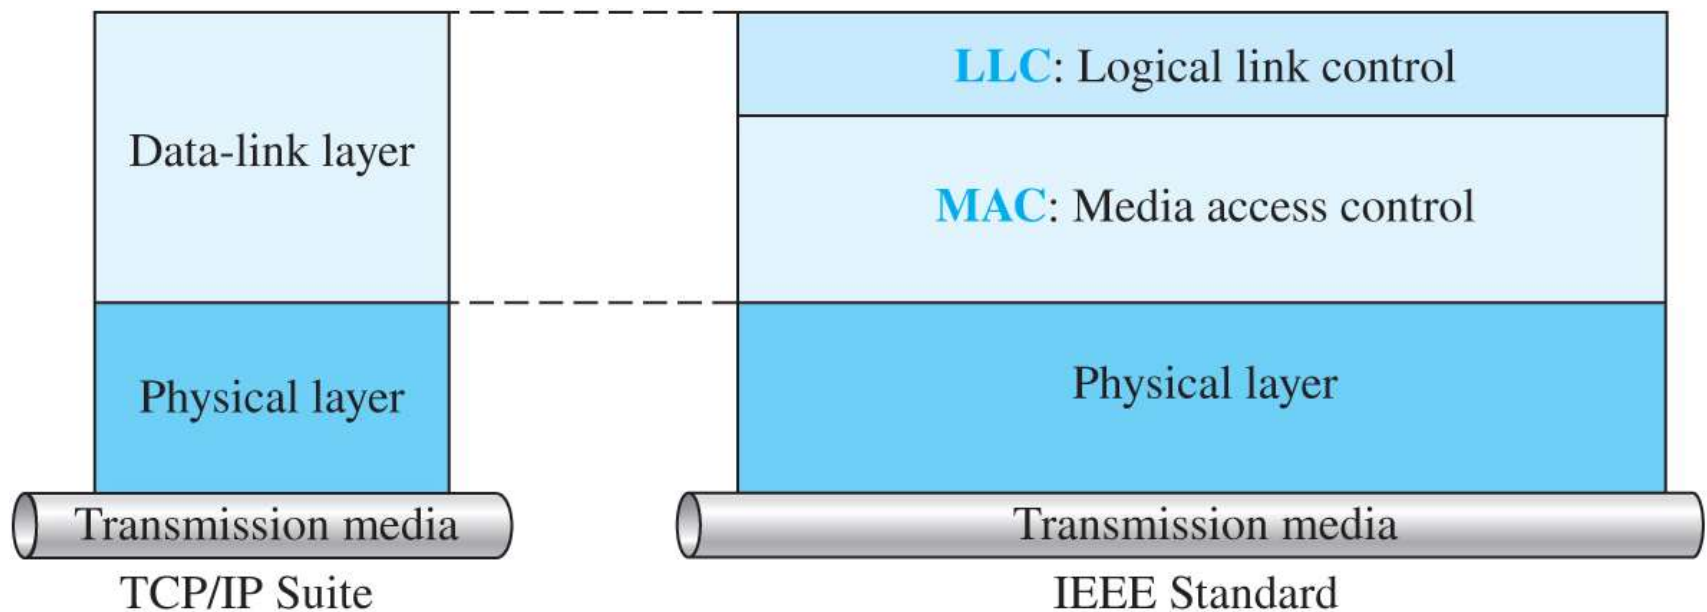 Data-link layer
Physical layer
Transmission media
TCP/IP Suite
LLC: Logical link control
MAC: Media access control
Physical layer
Transmission media
IEEE Standard